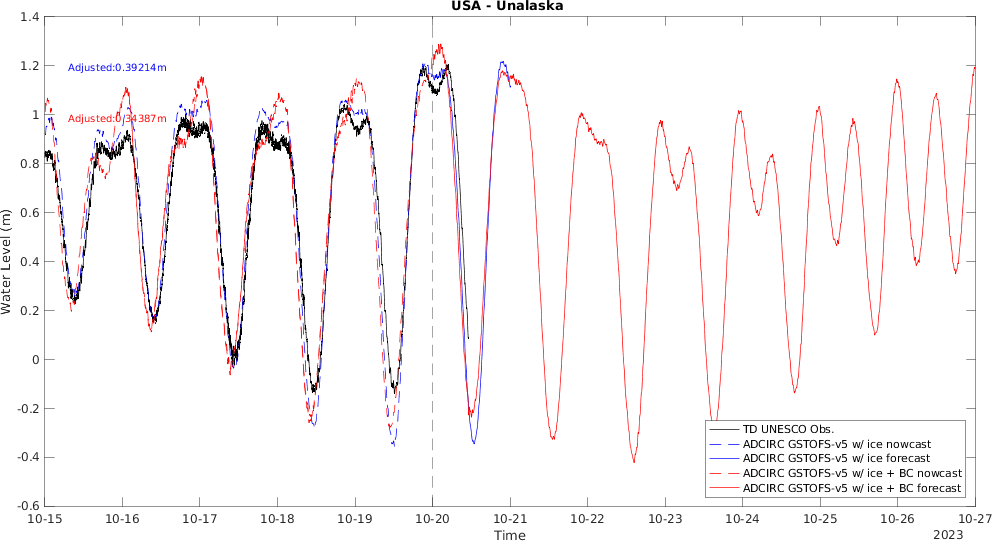 USA - Unalaska
1.4
1.2
1
0.8
0.6
0.4
0.2
0
-0.2
-0.4
-0.6
Water Level (m)
Adjusted:0.39214m
Adjusted:0.34387m
TD UNESCO Obs.
ADCIRC GSTOFS-v5 w/ ice nowcast
ADCIRC GSTOFS-v5 w/ ice forecast
ADCIRC GSTOFS-v5 w/ ice + BC nowcast
ADCIRC GSTOFS-v5 w/ ice + BC forecast
10-15 10-16 10-17 10-18 10-19 10-20 10-21 10-22 10-23 10-24 10-25 10-26 10-27
Time
2023